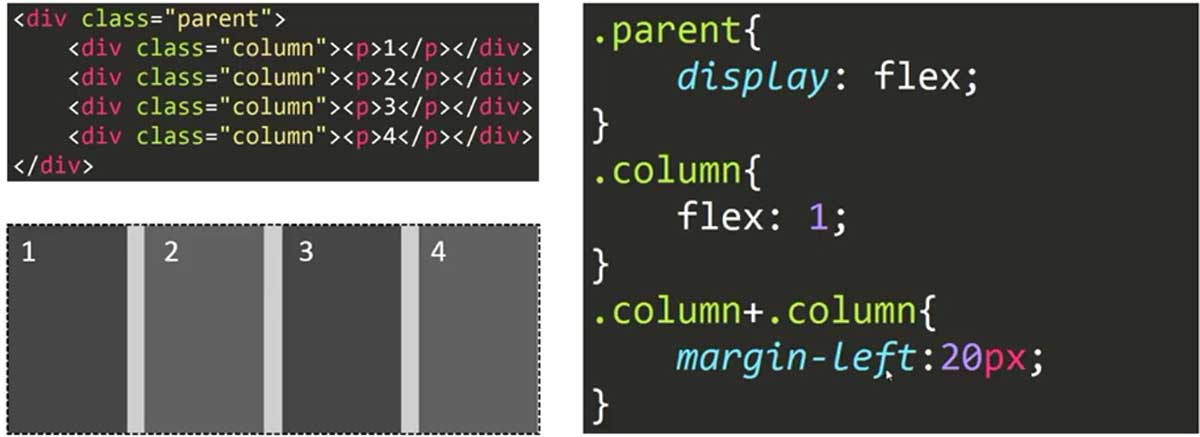 <div class="parent">
    <div class="column"><p>1</p></div>
    <div class="column"><p>2</p></div>
    <div class="column"><p>3</p></div>
    <div class="column"><p>4</p></div>
</div>
1 2 3 4
.parent{
    display: flex;
}
.column{
    flex: 1;
}
.column+.column{
    margin-left:20px;
}